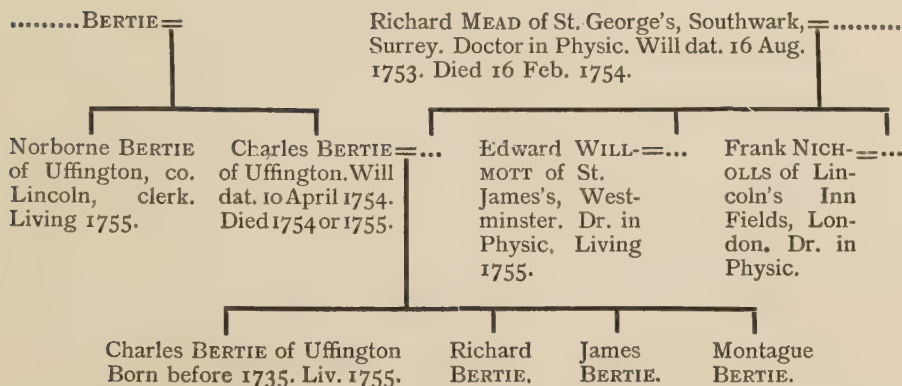 .........BERTIE=
Richard MEAD of St. George's, Southwark,=.........
Surrey. Doctor in Physic. Will dat. 16 Aug.
1753. Died 16 Feb. 1754.
Norborne BERTIE
of Uffington, co.
Lincoln, clerk.
Living 1755.
Charles BERTIE=...
of Uffington. Will
dat. 10 April 1754.
Died 1754 or 1755.
Edward WILL-=...
MOTT of St.
James's, West-
minster. Dr. in
Physic. Living
1755.
Frank NICH-=...
OLLS of Lin-
coln's Inn
Fields, Lon-
don. Dr. in
Physic.
Charles BERTIE of Uffington
Born before 1735. Liv. 1755.
Richard
BERTIE.
James
BERTIE.
Montague
BERTIE.